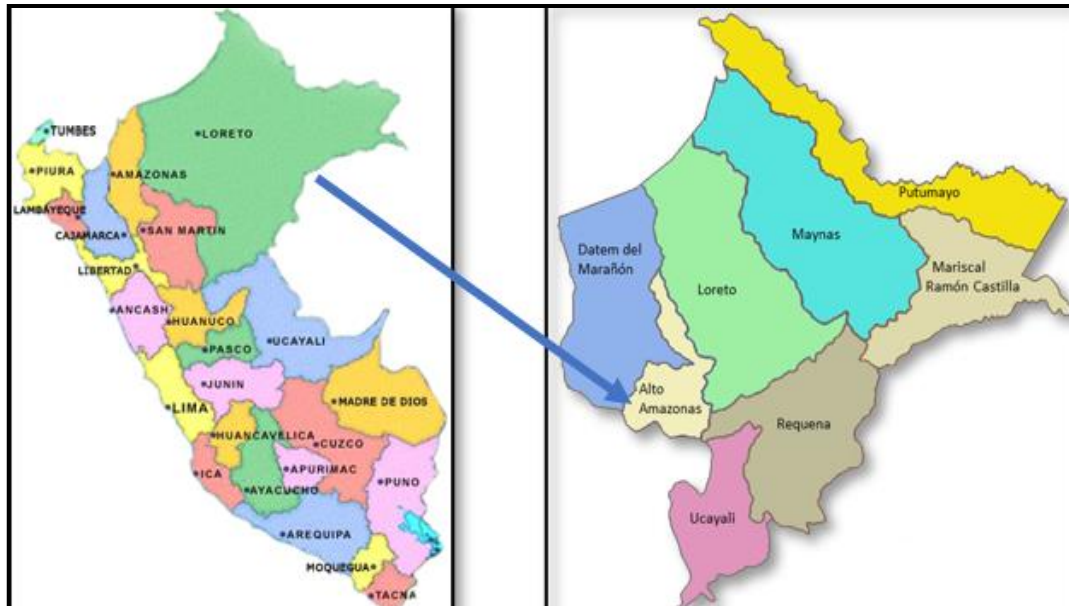 TUMBES
LORETO
PIURA
AMAZONAS
LAMBAYEQUE
CAJAMARCA
SAN MARTIN
LIBERTAD
ANCASH
HUANUCO
UCAYALI
PASCO
JUNIN
LIMA
MADRE DE DIOS
HUANCAVELICA
CUZCO
ICA
APURIMAC
PUNO
AYACUCHO
AREQUIPA
MOQUEGUA
TACNA
Putumayo
Maynas
Datem del
Marañón
Mariscal
Ramón Castilla
Loreto
Alto
Amazonas
Requena
Ucayali